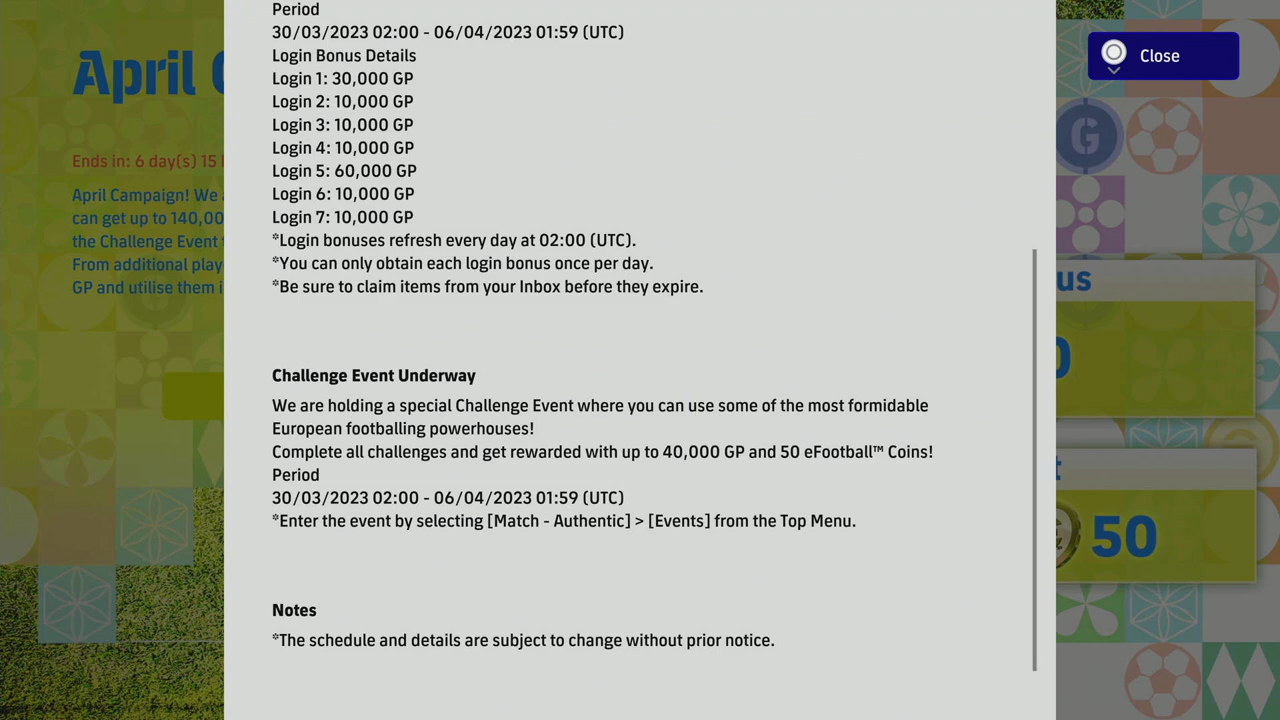 Period
30/03/2023 02:00 - 06/04/2023 01:59 (UTC)
Login Bonus Details
Login 1: 30,000 GP
Login 2: 10,000 GP
Login 3: 10,000 GP
Login 4: 10,000 GP
Login 5: 60,000 GP
Login 6: 10,000 GP
Login 7: 10,000 GP
*Login bonuses refresh every day at 02:00 (UTC).
*You can only obtain each login bonus once per day.
*Be sure to claim items from your Inbox before they expire.
Challenge Event Underway
We are holding a special Challenge Event where you can use some of the most formidable
European footballing powerhouses!
Complete all challenges and get rewarded with up to 40,000 GP and 50 eFootball™ Coins!
Period
30/03/2023 02:00 - 06/04/2023 01:59 (UTC)
*Enter the event by selecting [Match - Authentic] > [Events] from the Top Menu.
Notes
*The schedule and details are subject to change without prior notice.
Close
April
Ends in: 6 day(s) 15
April Campaign! We
can get up to 140,00
the Challenge Event
From additional play
GP and utilise them
G
us
0
t
50